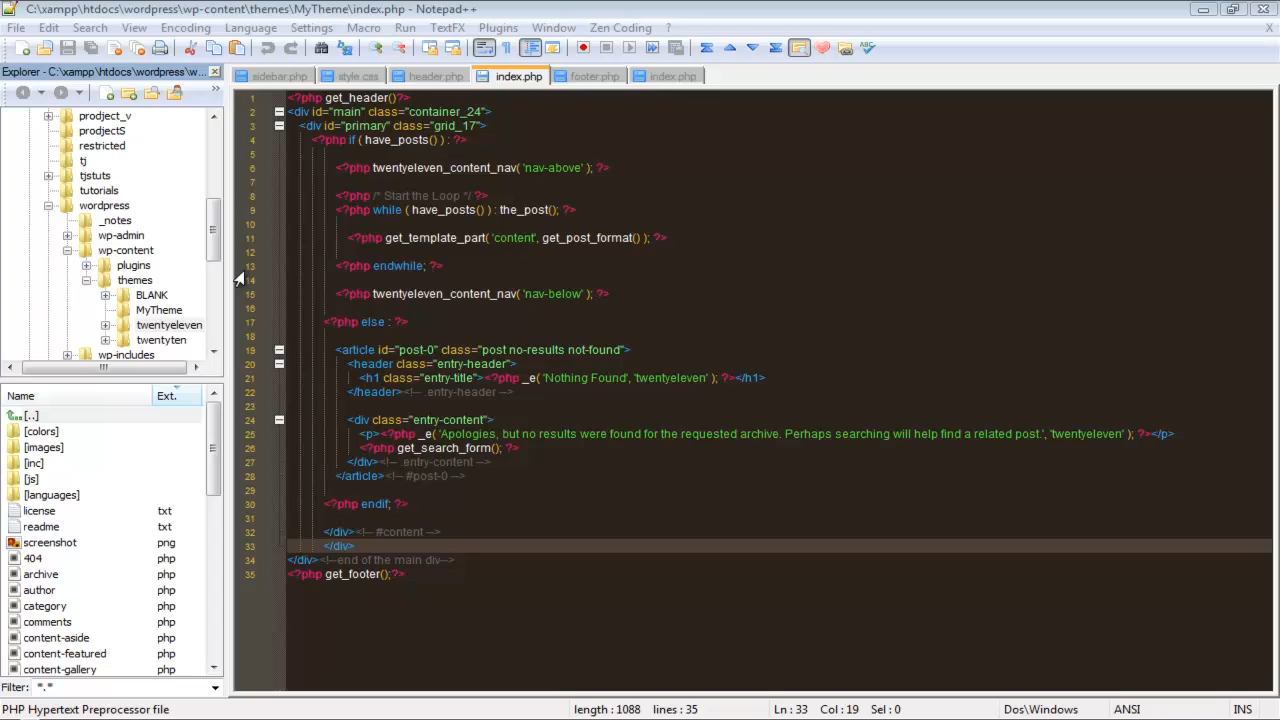 C:\xampp\htdocs\wordpress\wp-content\themes\MyTheme\index.php - Notepad++
File Edit Search View Encoding Language Settings Macro Run TextFX Plugins Window Zen Coding ? X
Explorer - C:\xampp\htdocs\wordpress\w...
sidebar.php style.css header.php index.php footer.php index.php
prodject_v
prodjectS
restricted
tj
tjstuts
tutorials
wordpress
_notes
wp-admin
wp-content
plugins
themes
BLANK
MyTheme
twentyeleven
twentyten
wp-includes
Name Ext.
[..]
[colors]
[images]
[inc]
[js]
[languages]
license txt
readme txt
screenshot png
404 php
archive php
author php
category php
comments php
content-aside php
content-featured php
content-gallery php
Filter: *.*
1 <?php get_header()?>
2 <div id="main" class="container_24">
3 <div id="primary" class="grid_17">
4 <?php if ( have_posts() ) : ?>
5
6 <?php twentyeleven_content_nav( 'nav-above' ); ?>
7
8 <?php /* Start the Loop */ ?>
9 <?php while ( have_posts() ) : the_post(); ?>
10
11 <?php get_template_part( 'content', get_post_format() ); ?>
12
13 <?php endwhile; ?>
14
15 <?php twentyeleven_content_nav( 'nav-below' ); ?>
16
17 <?php else : ?>
18
19 <article id="post-0" class="post no-results not-found">
20 <header class="entry-header">
21 <h1 class="entry-title"><?php _e( 'Nothing Found', 'twentyeleven' ); ?></h1>
22 </header><!-- .entry-header -->
23
24 <div class="entry-content">
25 <p><?php _e( 'Apologies, but no results were found for the requested archive. Perhaps searching will help find a related post.', 'twentyeleven' ); ?></p>
26 <?php get_search_form(); ?>
27 </div><!-- .entry-content -->
28 </article><!-- #post-0 -->
29
30 <?php endif; ?>
31
32 </div><!-- #content -->
33 </div>
34 </div><!--end of the main div-->
35 <?php get_footer();?>
PHP Hypertext Preprocessor file length : 1088 lines : 35 Ln : 33 Col : 19 Sel : 0 Dos\Windows ANSI INS